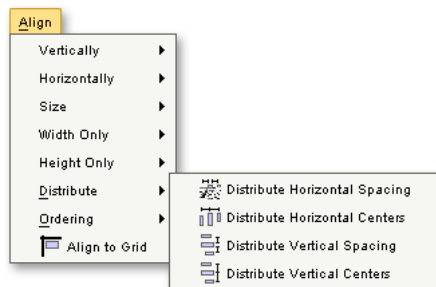 Align
Vertically
Horizontally
Size
Width Only
Height Only
Distribute
Ordering
Align to Grid
Distribute Horizontal Spacing
Distribute Horizontal Centers
Distribute Vertical Spacing
Distribute Vertical Centers